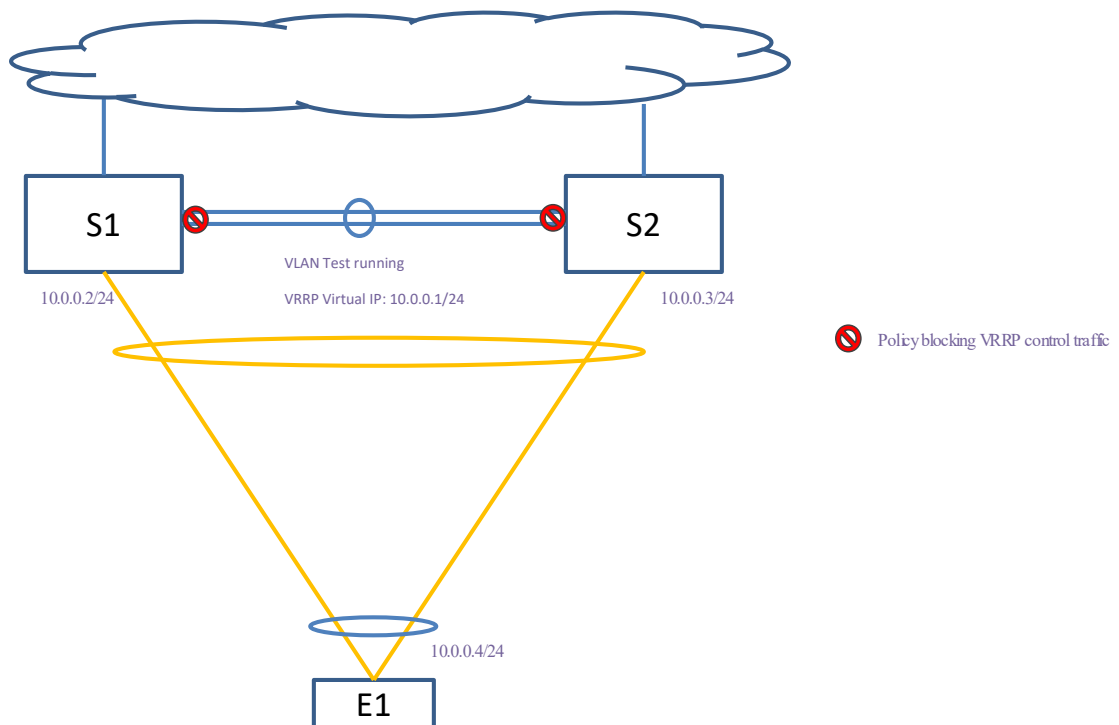 S1
S2
VLAN Test running
VRRP Virtual IP: 10.0.0.1/24
10.0.0.2/24
10.0.0.3/24
Policy blocking VRRP control traffic
10.0.0.4/24
E1